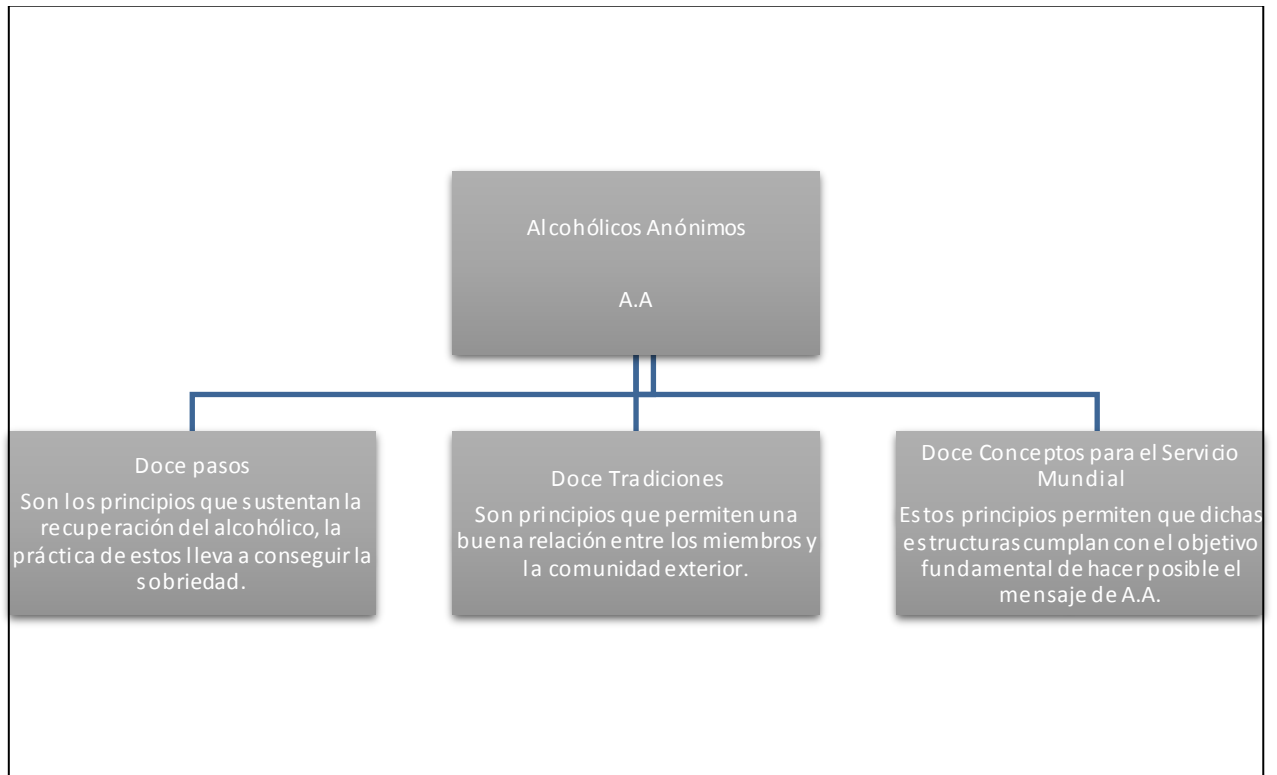 Alcohólicos Anónimos
A.A
Doce pasos
Son los principios que sustentan la
recuperación del alcohólico, la
práctica de estos lleva a conseguir la
sobriedad.
Doce Tradiciones
Son principios que permiten una
buena relación entre los miembros y
la comunidad exterior.
Doce Conceptos para el Servicio
Mundial
Estos principios permiten que dichas
estructuras cumplan con el objetivo
fundamental de hacer posible el
mensaje de A.A.